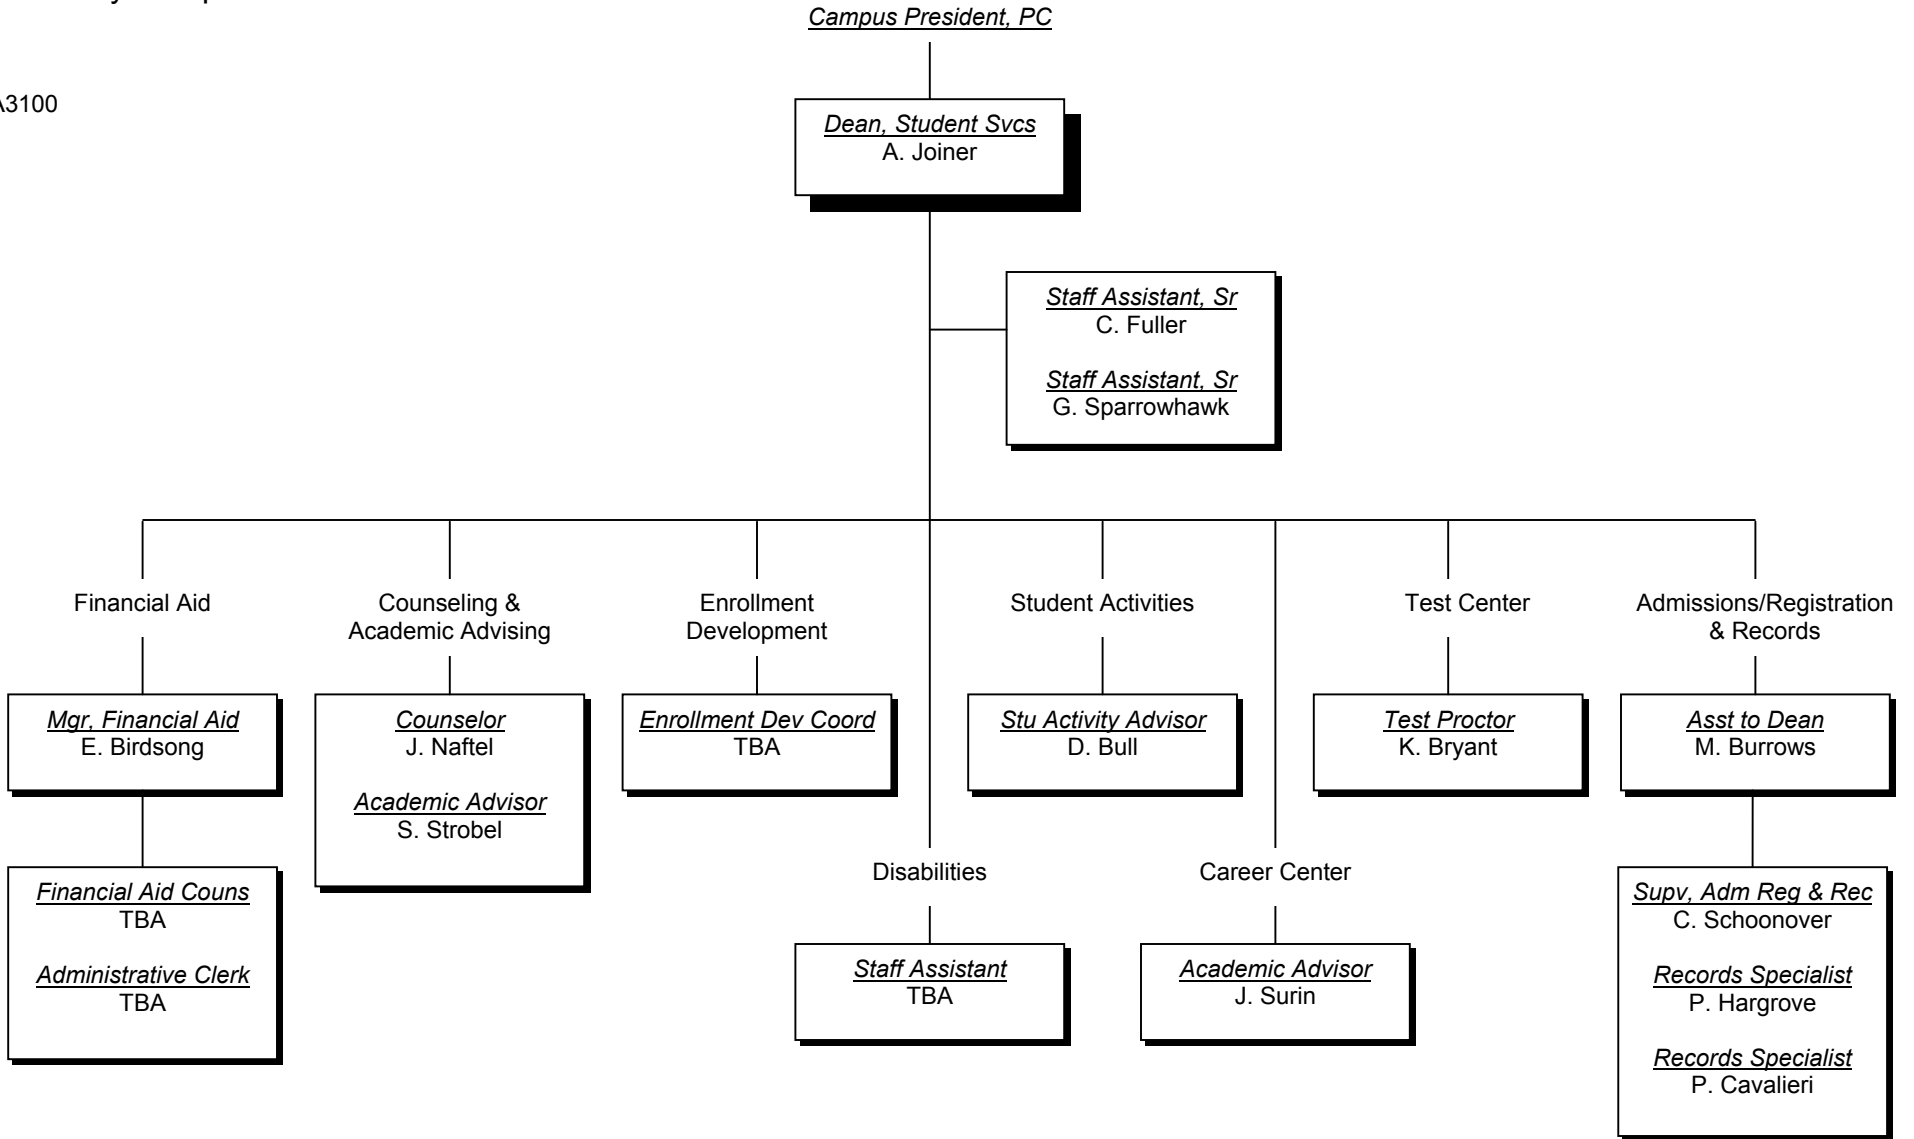 Campus President, PC
A3100
Dean, Student Svcs
A. Joiner
Staff Assistant, Sr
C. Fuller
Staff Assistant, Sr
G. Sparrowhawk
Financial Aid
Counseling &
Academic Advising
Enrollment
Development
Student Activities
Test Center
Admissions/Registration
& Records
Mgr, Financial Aid
E. Birdsong
Counselor
J. Naftel
Academic Advisor
S. Strobel
Enrollment Dev Coord
TBA
Stu Activity Advisor
D. Bull
Test Proctor
K. Bryant
Asst to Dean
M. Burrows
Financial Aid Couns
TBA
Administrative Clerk
TBA
Disabilities
Staff Assistant
TBA
Career Center
Academic Advisor
J. Surin
Supv, Adm Reg & Rec
C. Schoonover
Records Specialist
P. Hargrove
Records Specialist
P. Cavalieri